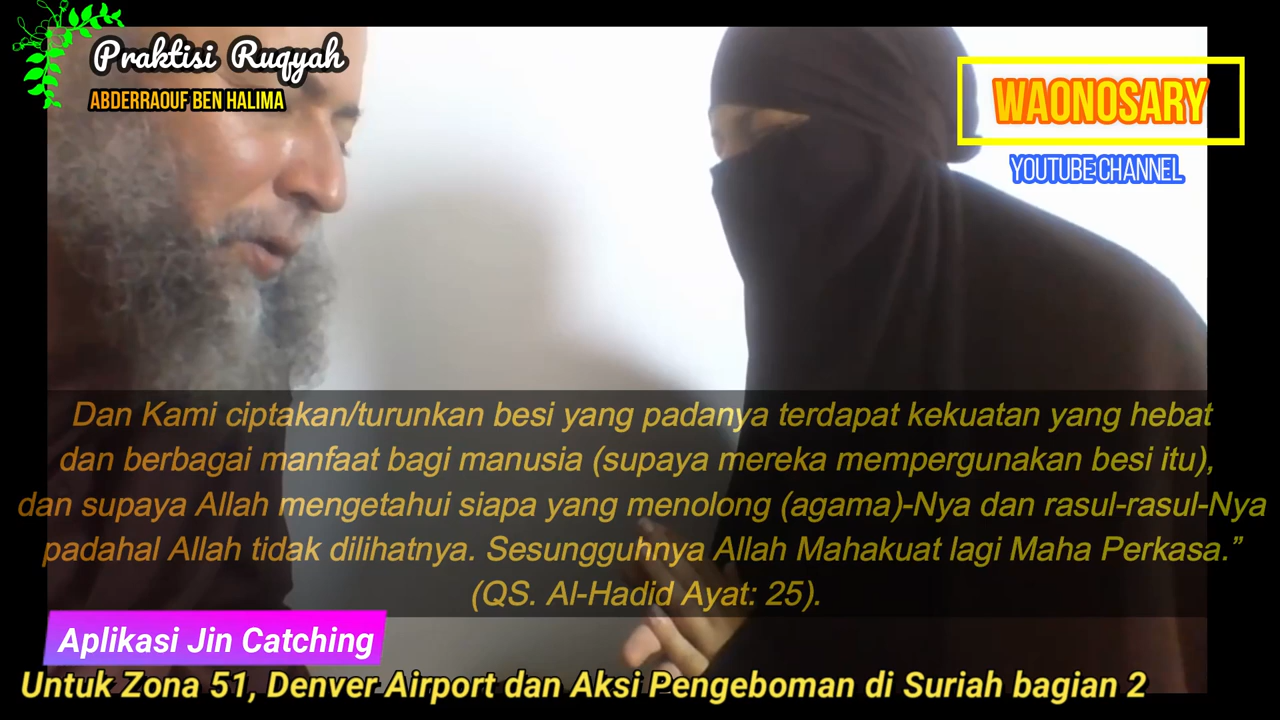 Praktisi Ruqyah
ABDERRAOUF BEN HALIMA
WAONOSARY
YOUTUBE CHANNEL
Dan Kami ciptakan/turunkan besi yang padanya terdapat kekuatan yang hebat
dan berbagai manfaat bagi manusia (supaya mereka mempergunakan besi itu),
dan supaya Allah mengetahui siapa yang menolong (agama)-Nya dan rasul-rasul-Nya
padahal Allah tidak dilihatnya. Sesungguhnya Allah Mahakuat lagi Maha Perkasa.”
(QS. Al-Hadid Ayat: 25).
Aplikasi Jin Catching
Untuk Zona 51, Denver Airport dan Aksi Pengeboman di Suriah bagian 2